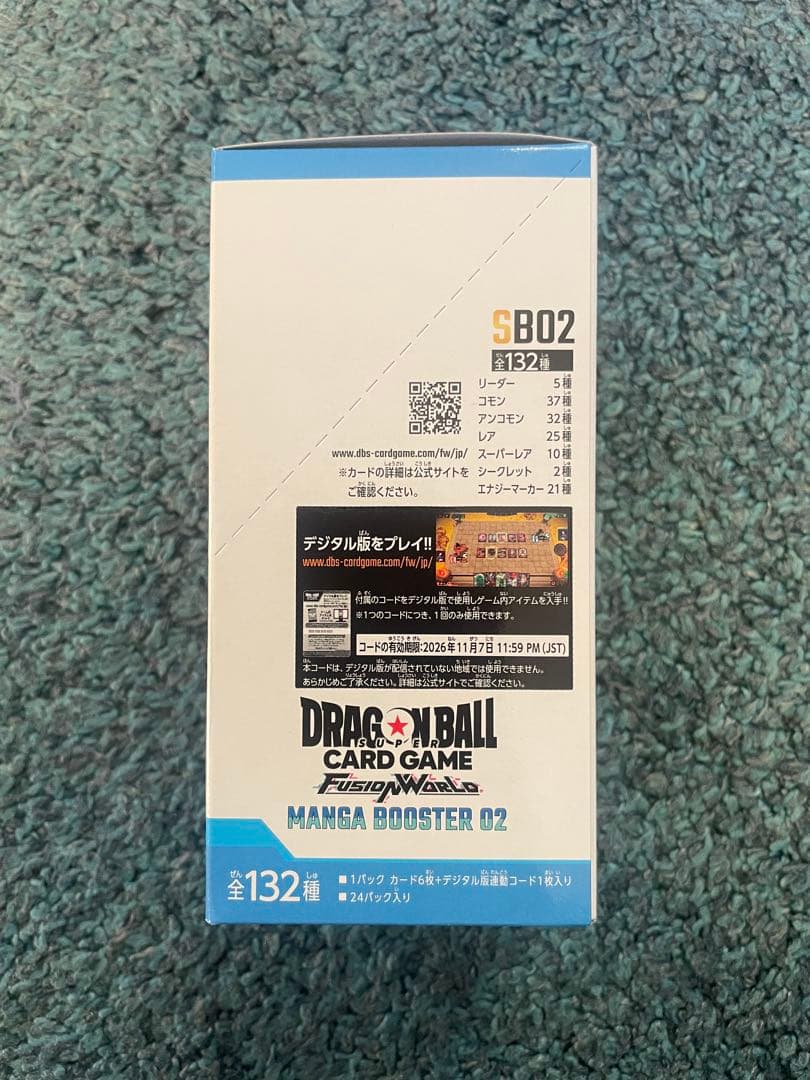 SB02
全132種
リーダー 5種
コモン 37種
アンコモン 32種
レア 25種
スーパーレア 10種
シークレット 2種
エナジーマーカー 21種
www.dbs-cardgame.com/fw/jp/
※カードの詳細は公式サイトを
ご確認ください。
デジタル版をプレイ!!
www.dbs-cardgame.com/fw/jp/
付属のコードをデジタル版で使用しゲーム内アイテムを入手!!
※1つのコードにつき、1回のみ使用できます。
コードの有効期限:2026年11月7日 11:59 PM (JST)
本コードは、デジタル版が配信されていない地域では使用できません。
あらかじめご了承ください。詳細は公式サイトでご確認ください。
DRAGON BALL
SUPER
CARD GAME
FUSION WORLD
MANGA BOOSTER 02
全132種
■1パック カード6枚+デジタル版連動コード1枚入り
■24パック入り